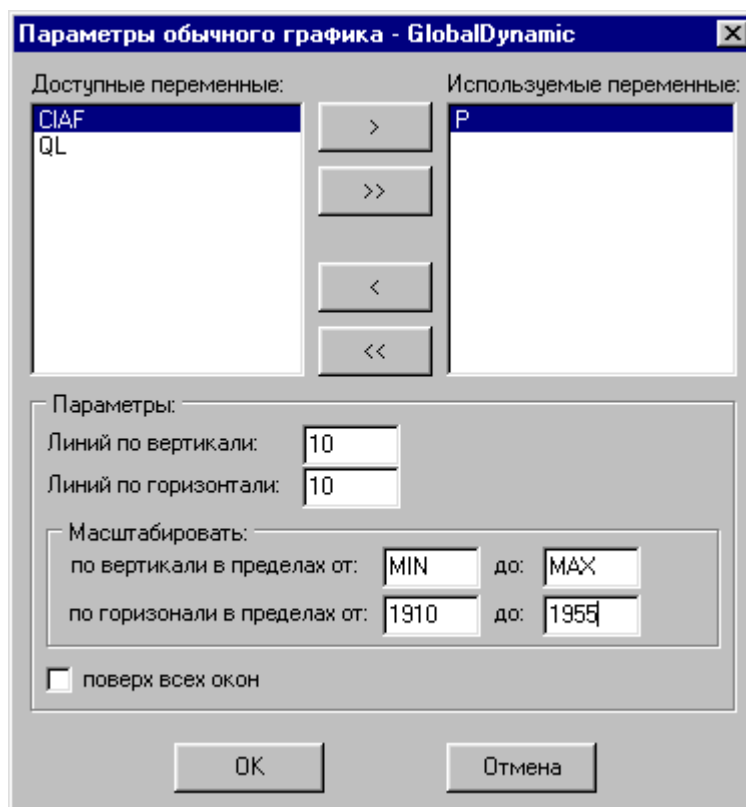 Параметры обычного графика - GlobalDynamic
Доступные переменные: Используемые переменные:
CIAF
QL
>
>>
<
<<
P
Параметры:
Линий по вертикали: 10
Линий по горизонтали: 10
Масштабировать:
по вертикали в пределах от: MIN до: MAX
по горизонали в пределах от: 1910 до: 1955
поверх всех окон
OK Отмена